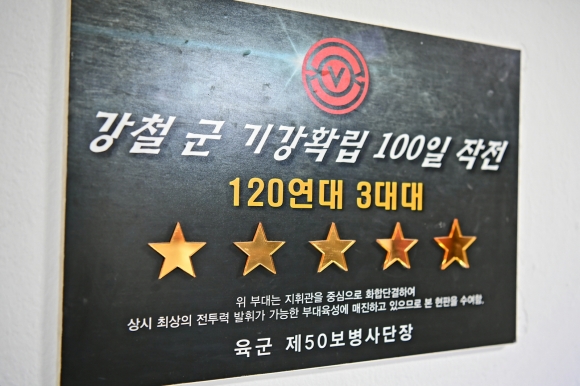 강철 군 기강확립 100일 작전
120연대 3대대
위 부대는 지휘관을 중심으로 화합단결하여
상시 최상의 전투력 발휘가 가능한 부대육성에 매진하고 있으므로 본 현판을 수여함.
육군 제50보병사단장